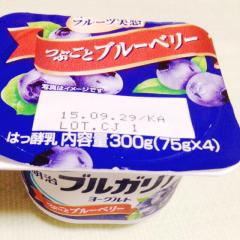 フルーツ美感
つぶごとブルーベリー
写真はイメージです
15.09.29/KA
LOT.CJ 1
はっ酵乳 内容量300g(75g×4)
明治ブルガリア
ヨーグルト
つぶごとブルーベリー